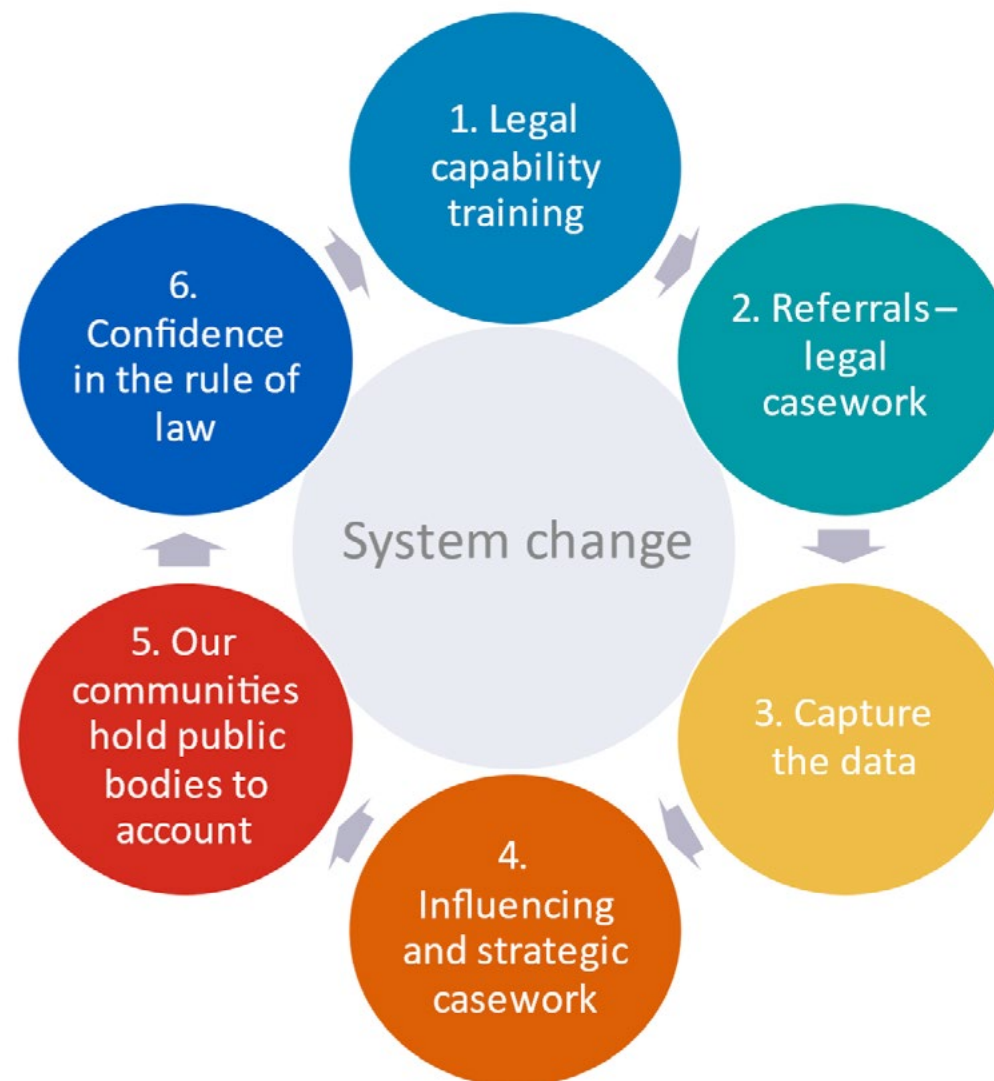 1. Legal
capability
training
2. Referrals –
legal
casework
3. Capture
the data
4.
Influencing
and strategic
casework
5. Our
communities
hold public
bodies to
account
6.
Confidence
in the rule of
law
System change